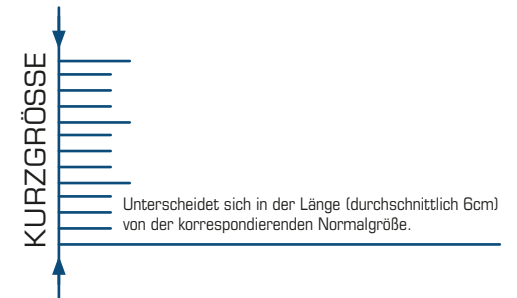 KURZGRÖSSE
Unterscheidet sich in der Länge (durchschnittlich 6cm)
von der korrespondierenden Normalgröße.